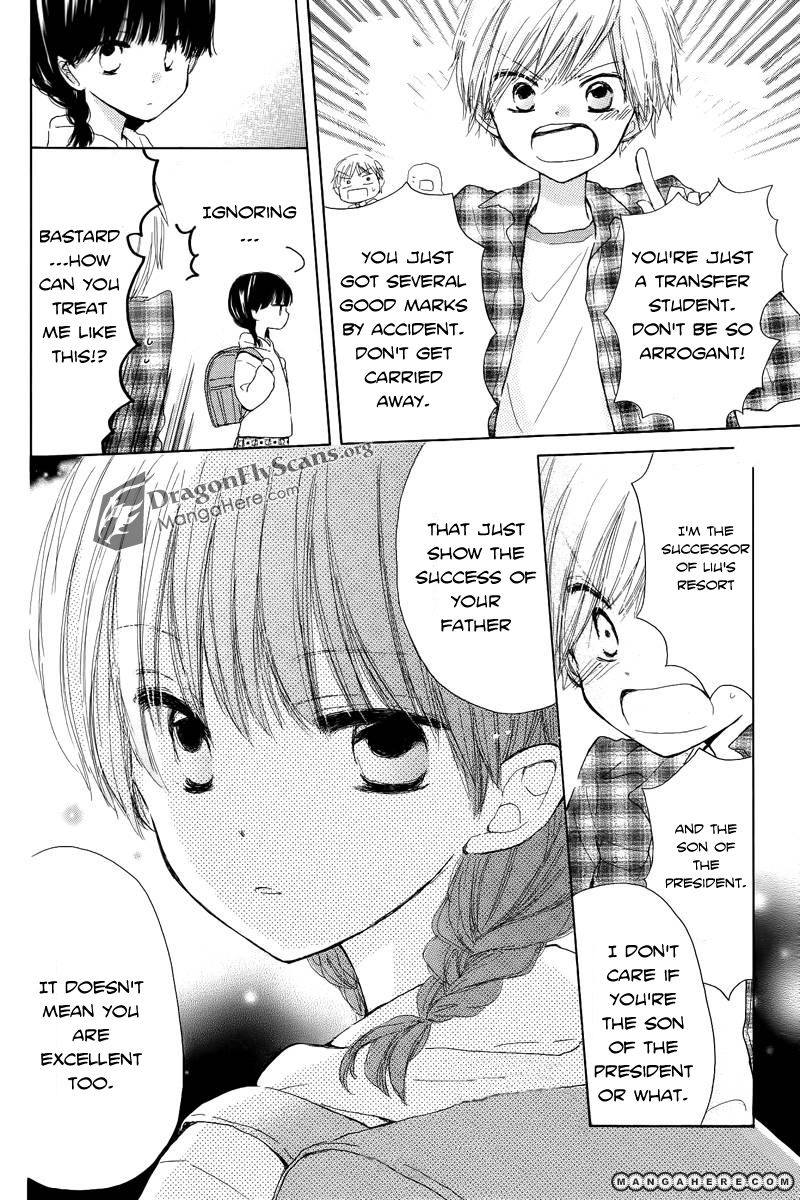 YOU'RE JUST
A TRANSFER
STUDENT.
DON'T BE SO
ARROGANT!
YOU JUST
GOT SEVERAL
GOOD MARKS
BY ACCIDENT.
DON'T GET
CARRIED
AWAY.
IGNORING
...
BASTARD
...HOW
CAN YOU
TREAT
ME LIKE
THIS!?
I'M THE
SUCCESSOR
OF LIU'S
RESORT
AND THE
SON OF
THE
PRESIDENT.
I DON'T
CARE IF
YOU'RE
THE SON
OF THE
PRESIDENT
OR WHAT.
THAT JUST
SHOW THE
SUCCESS OF
YOUR
FATHER
IT DOESN'T
MEAN YOU
ARE
EXCELLENT
TOO.
DragonFlyScans.org
MangaHere.com
MANGAHERE.COM